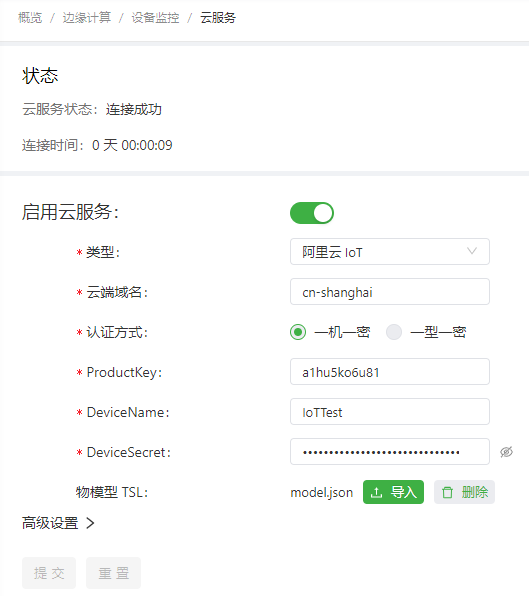 概览 / 边缘计算 / 设备监控 / 云服务
状态
云服务状态：连接成功
连接时间：0 天 00:00:09
启用云服务：
* 类型： 阿里云 IoT
* 云端域名： cn-shanghai
* 认证方式： 一机一密 一型一密
* ProductKey： a1hu5ko6u81
* DeviceName： IoTTest
* DeviceSecret： ••••••••••••••••••••••••••••••
物模型 TSL： model.json 导入 删除
高级设置
提 交 重 置